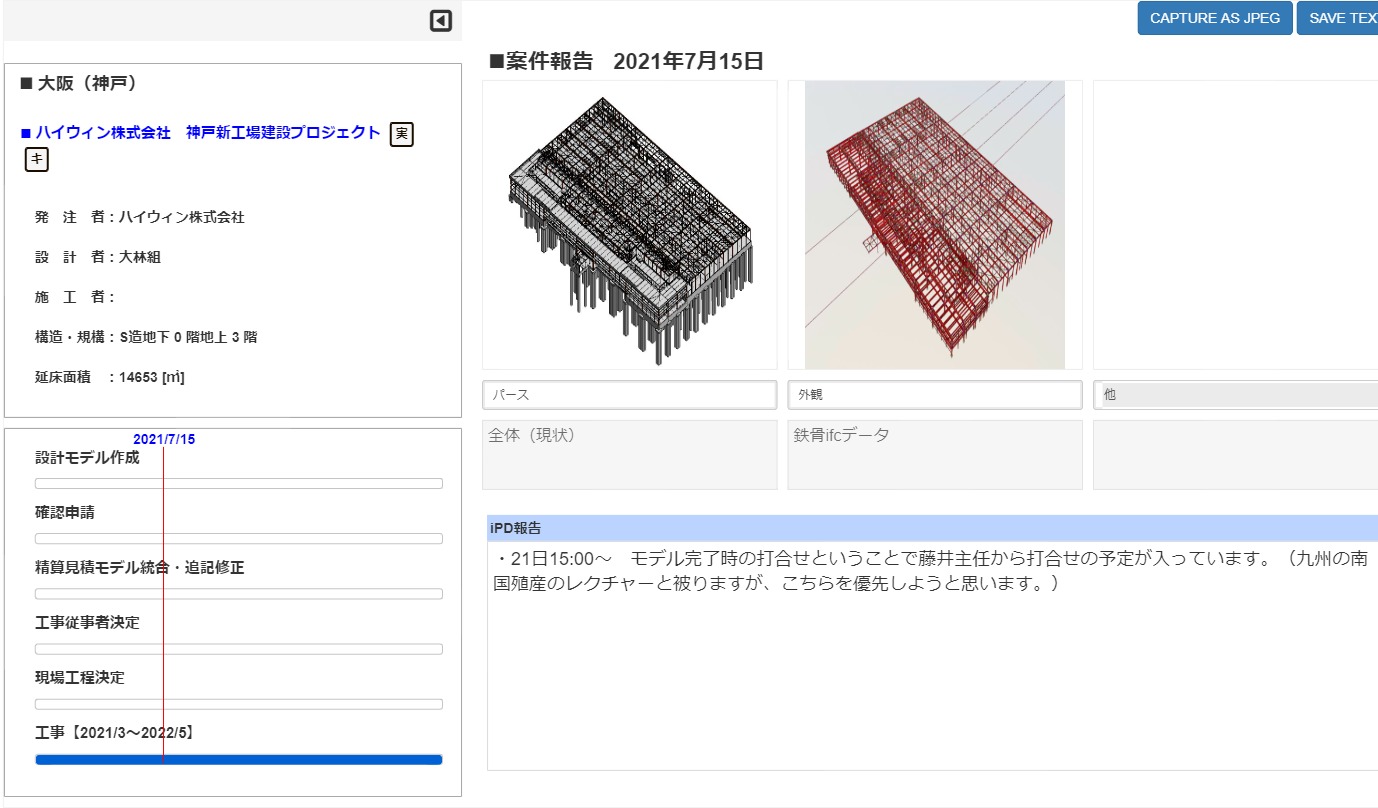 ■ 大阪（神戸）
■ ハイウィン株式会社　神戸新工場建設プロジェクト 実
キ
発　注　者：ハイウィン株式会社
設　計　者：大林組
施　工　者：
構造・規構：S造地下０階地上３階
延床面積　：14653 [㎡]
2021/7/15
設計モデル作成
確認申請
精算見積モデル統合・追記修正
工事従事者決定
現場工程決定
工事【2021/3～2022/5】
CAPTURE AS JPEG
SAVE TEX
■案件報告　2021年7月15日
パース
外観
他
全体（現状）
鉄骨ifcデータ
iPD報告
・21日15:00～　モデル完了時の打合せということで藤井主任から打合せの予定が入っています。（九州の南
国殖産のレクチャーと被りますが、こちらを優先しようと思います。）